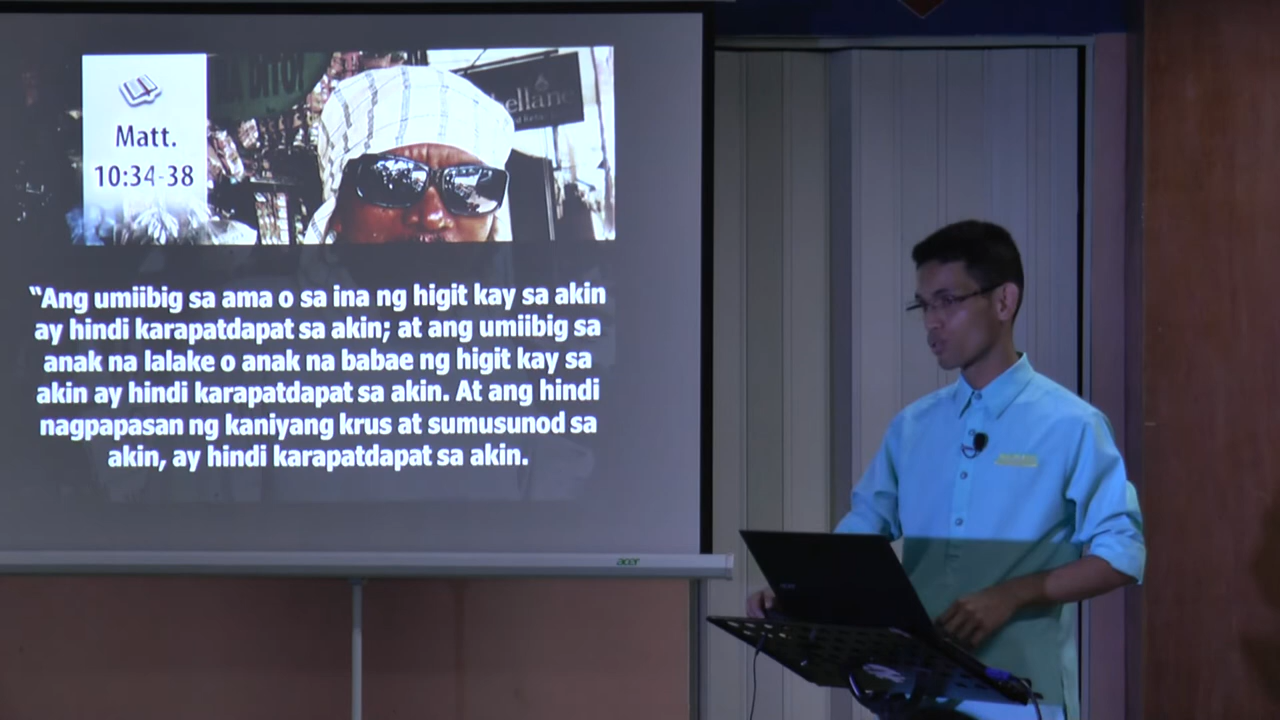 Matt.
10:34-38
“Ang umiibig sa ama o sa ina ng higit kay sa akin
ay hindi karapatdapat sa akin; at ang umiibig sa
anak na lalake o anak na babae ng higit kay sa
akin ay hindi karapatdapat sa akin. At ang hindi
nagpapasan ng kaniyang krus at sumusunod sa
akin, ay hindi karapatdapat sa akin.
acer